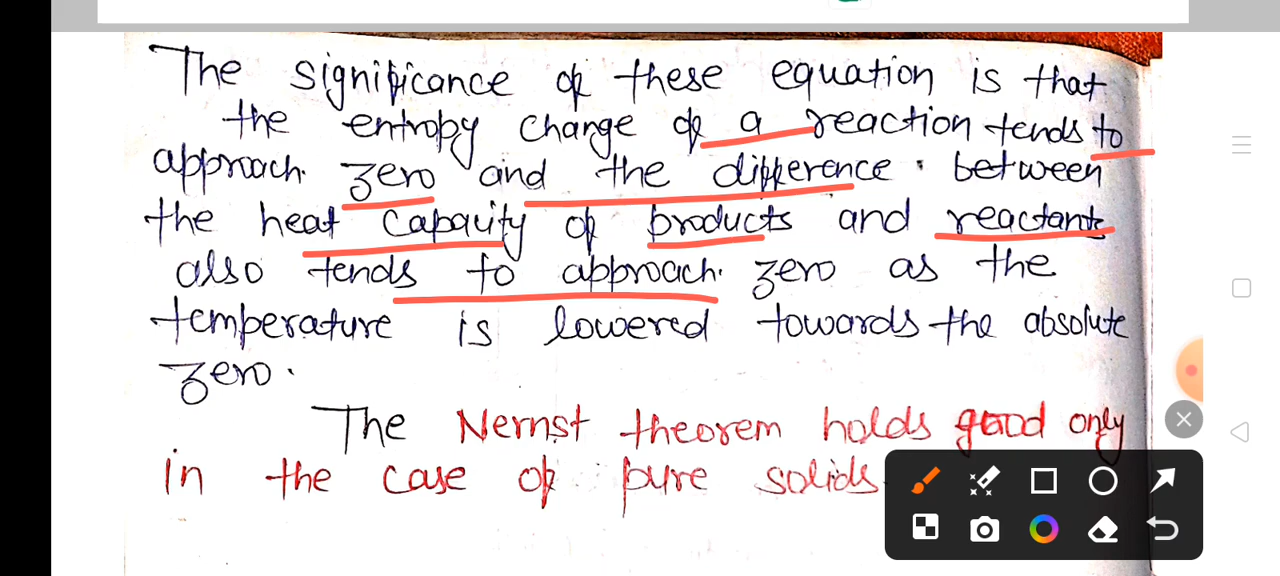 The significance of these equation is that
the entropy change of a reaction tends to
approach zero and the difference between
the heat capacity of products and reactants
also tends to approach zero as the
temperature is lowered towards the absolute
zero.
The Nernst theorem holds good only
in the case of pure solids